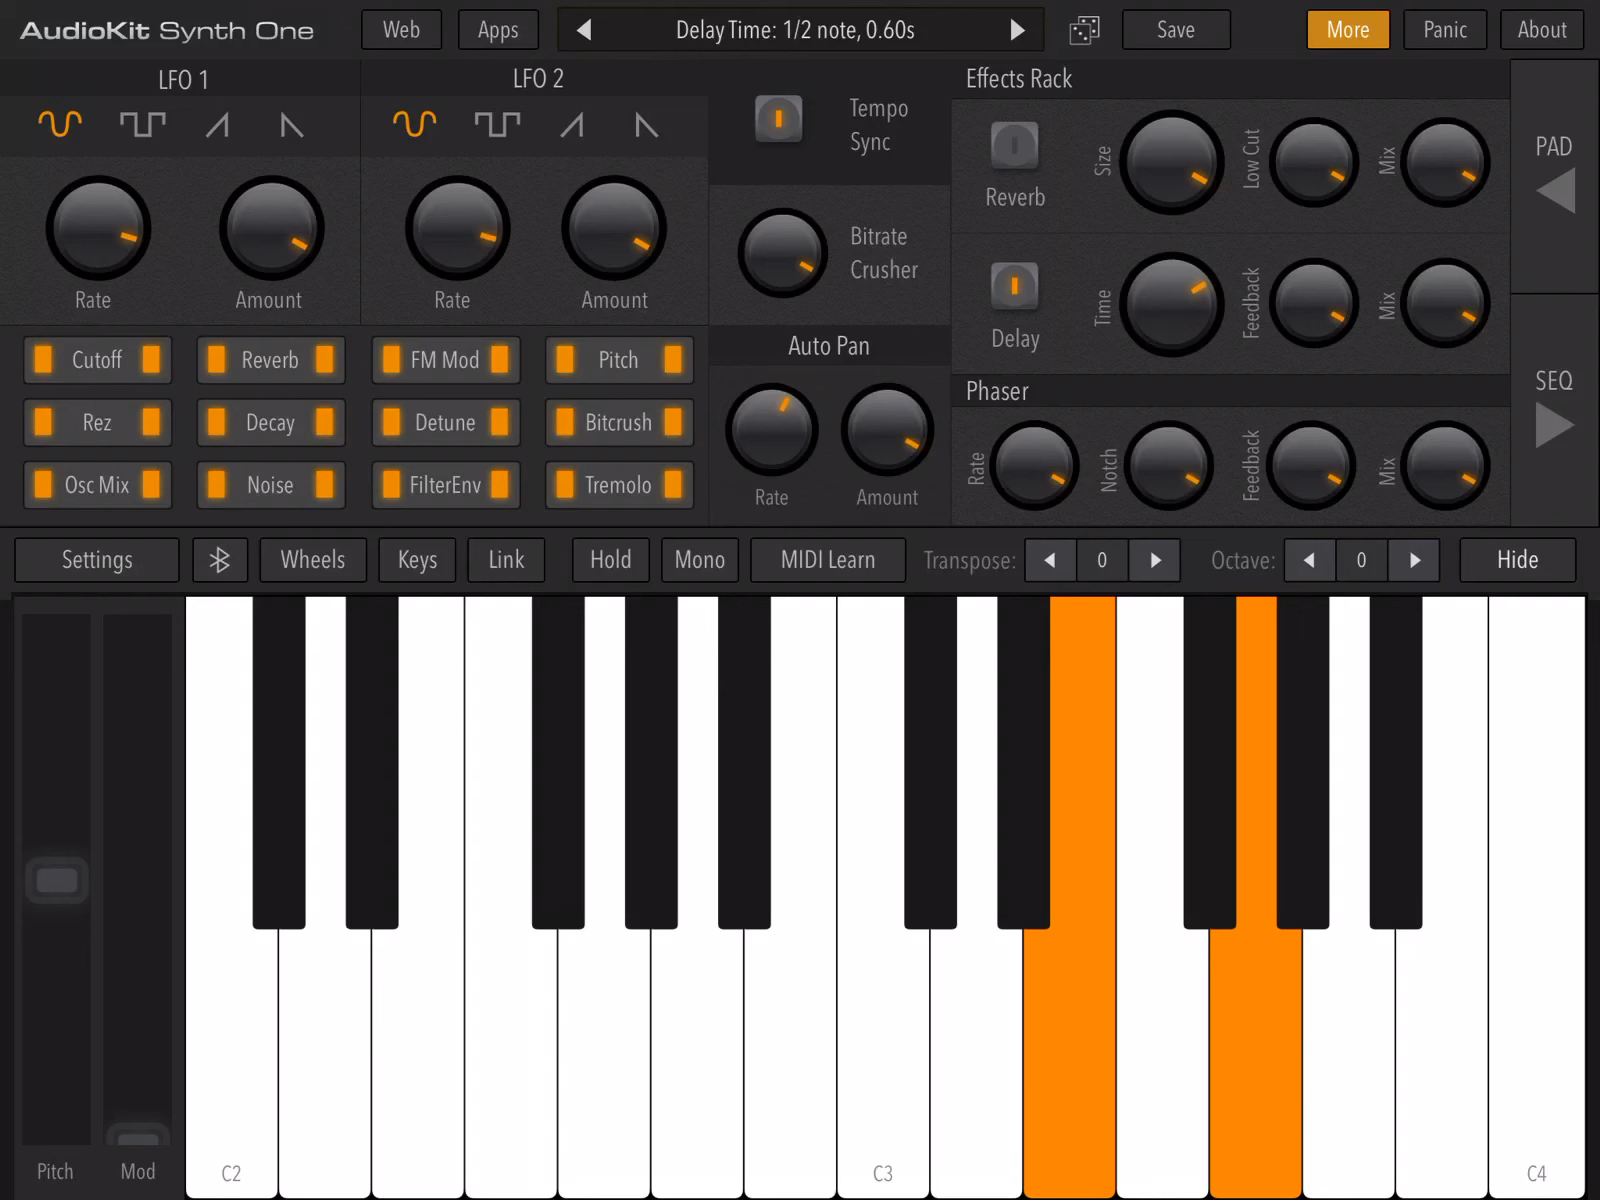 AudioKit Synth One
Web
Apps
Delay Time: 1/2 note, 0.60s
Save
More
Panic
About
LFO 1
LFO 2
Tempo
Sync
Effects Rack
Reverb
Size
Low Cut
Mix
PAD
Rate
Amount
Rate
Amount
Bitrate
Crusher
Delay
Time
Feedback
Mix
Cutoff
Reverb
FM Mod
Pitch
Auto Pan
SEQ
Rez
Decay
Detune
Bitcrush
Phaser
Osc Mix
Noise
FilterEnv
Tremolo
Rate
Amount
Rate
Notch
Feedback
Mix
Settings
Wheels
Keys
Link
Hold
Mono
MIDI Learn
Transpose:
0
Octave:
0
Hide
Pitch
Mod
C2
C3
C4